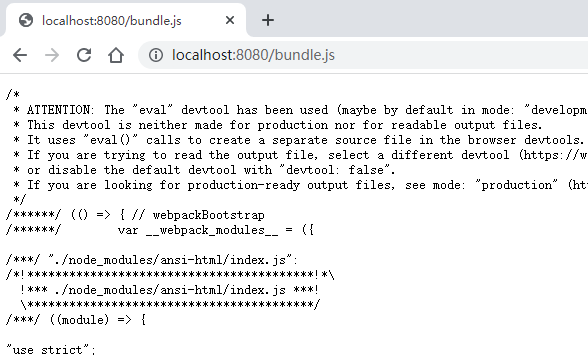 localhost:8080/bundle.js
localhost:8080/bundle.js
/*
 * ATTENTION: The "eval" devtool has been used (maybe by default in mode: "developm
 * This devtool is neither made for production nor for readable output files.
 * It uses "eval()" calls to create a separate source file in the browser devtools.
 * If you are trying to read the output file, select a different devtool (https://w
 * or disable the default devtool with "devtool: false".
 * If you are looking for production-ready output files, see mode: "production" (ht
 */
/******/ (() => { // webpackBootstrap
/******/ 	var __webpack_modules__ = ({

/***/ "./node_modules/ansi-html/index.js":
/*!*****************************************!*\
  !*** ./node_modules/ansi-html/index.js ***!
  \*****************************************/
/***/ ((module) => {

"use strict";